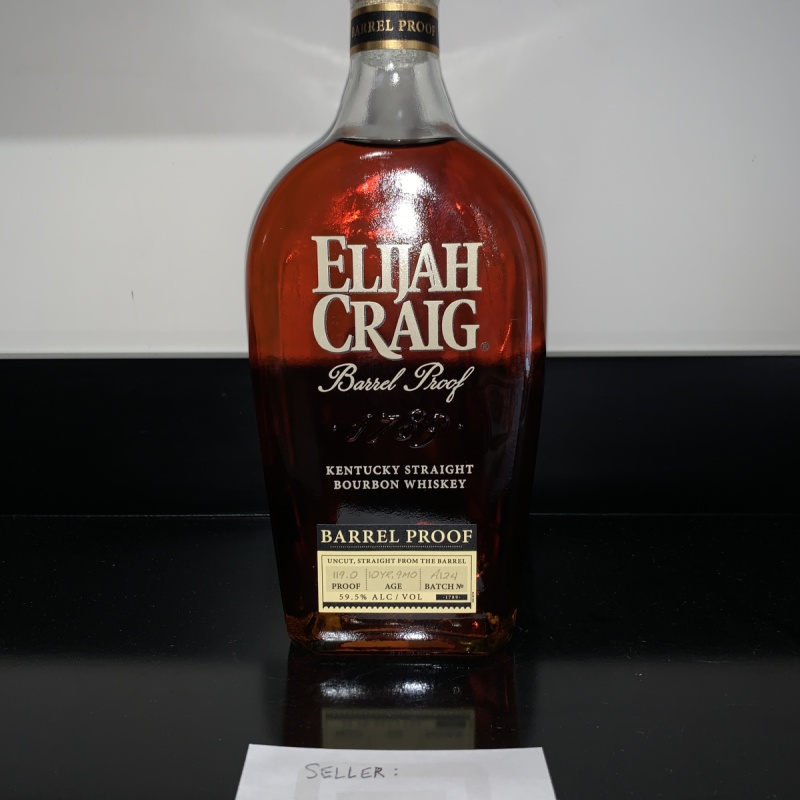 BARREL PROOF
ELIJAH
CRAIG®
Barrel Proof
·1789·
KENTUCKY STRAIGHT
BOURBON WHISKEY
BARREL PROOF
UNCUT, STRAIGHT FROM THE BARREL
119.0 10YR, 9MO A124
PROOF AGE BATCH №
59.5% ALC/VOL ·1789·
SELLER: